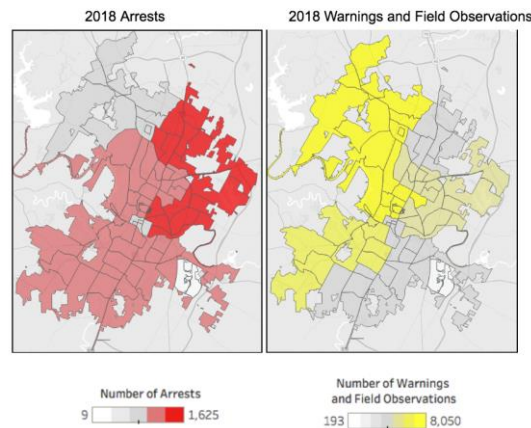 2018 Arrests
2018 Warnings and Field Observations
Number of Arrests
9
1,625
Number of Warnings
and Field Observations
193
8,050